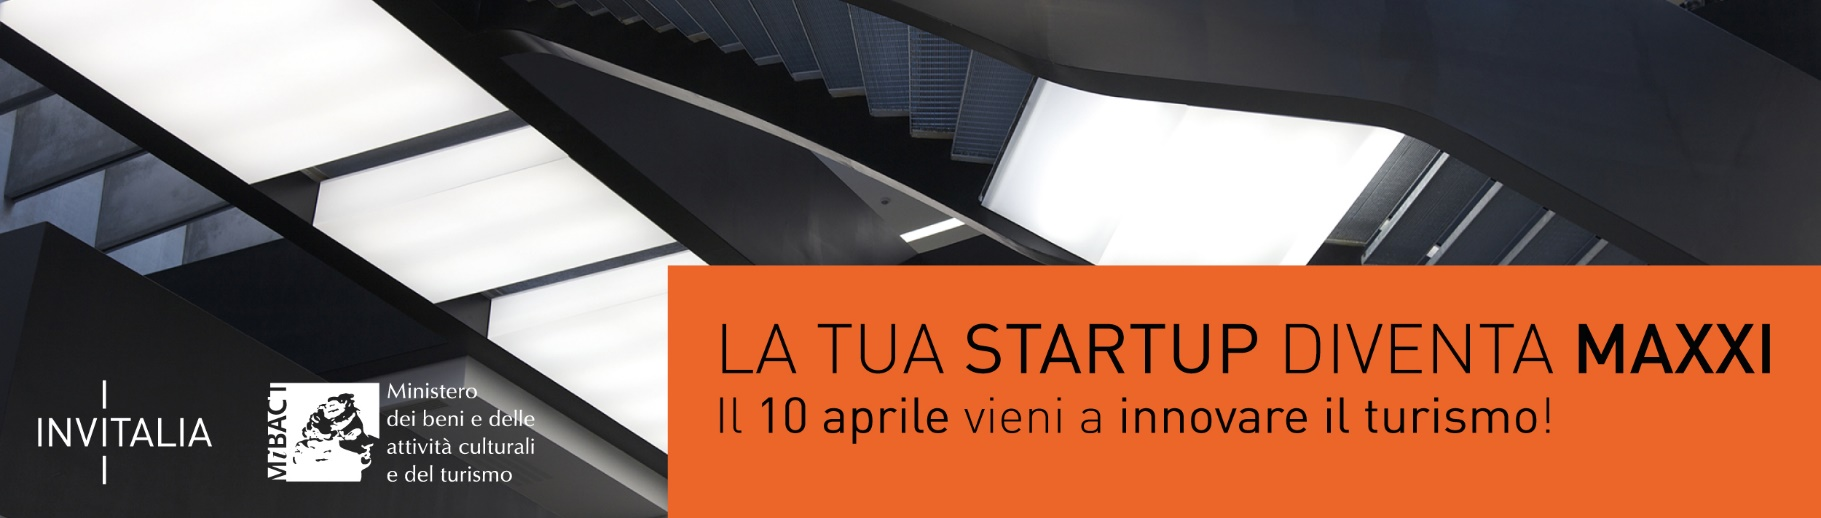 LA TUA STARTUP DIVENTA MAXXI
Il 10 aprile vieni a innovare il turismo!
INVITALIA
MiBACT
Ministero
dei beni e delle
attività culturali
e del turismo